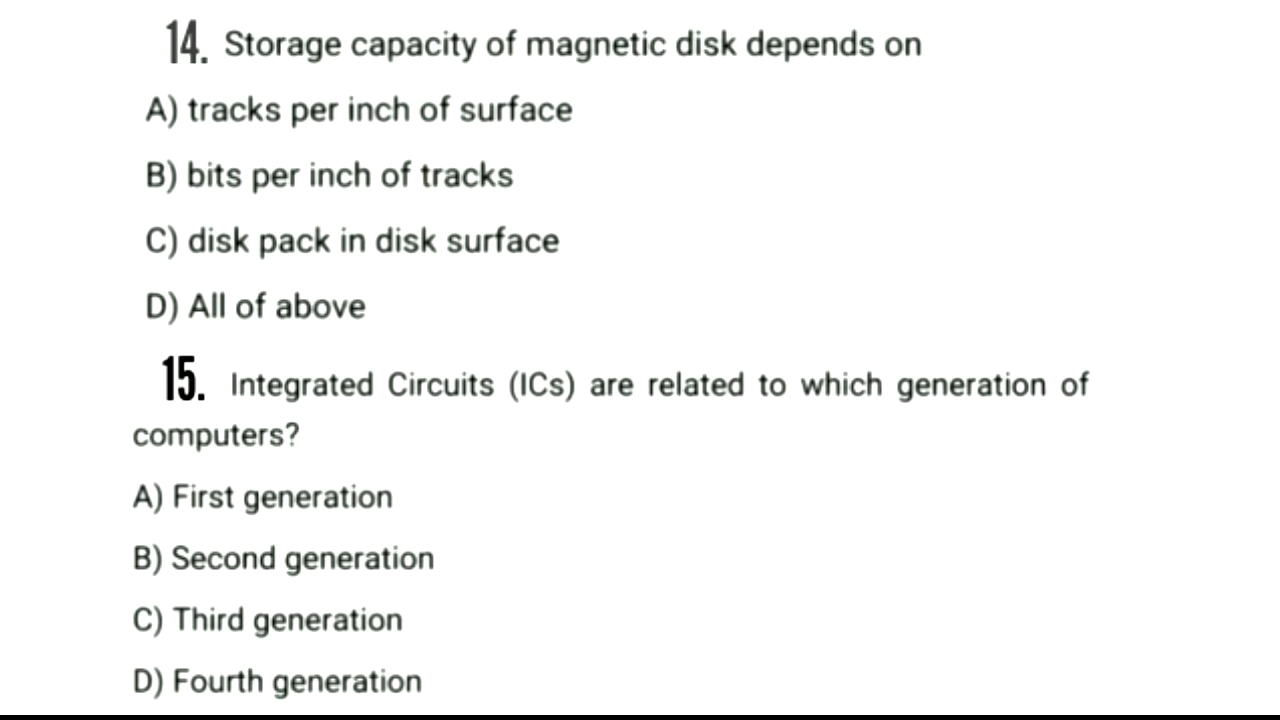 14. Storage capacity of magnetic disk depends on
A) tracks per inch of surface
B) bits per inch of tracks
C) disk pack in disk surface
D) All of above
15. Integrated Circuits (ICs) are related to which generation of
computers?
A) First generation
B) Second generation
C) Third generation
D) Fourth generation